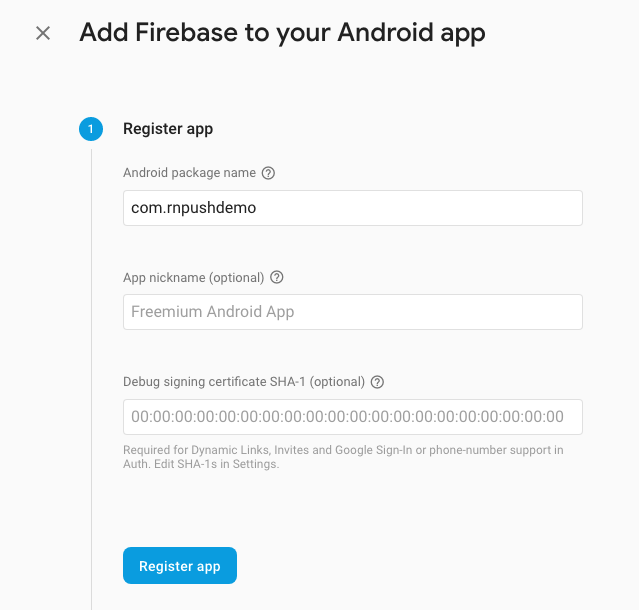 Add Firebase to your Android app
1
Register app
Android package name
com.rnpushdemo
App nickname (optional)
Freemium Android App
Debug signing certificate SHA-1 (optional)
00:00:00:00:00:00:00:00:00:00:00:00:00:00:00:00:00:00:00:00
Required for Dynamic Links, Invites and Google Sign-In or phone-number support in
Auth. Edit SHA-1s in Settings.
Register app